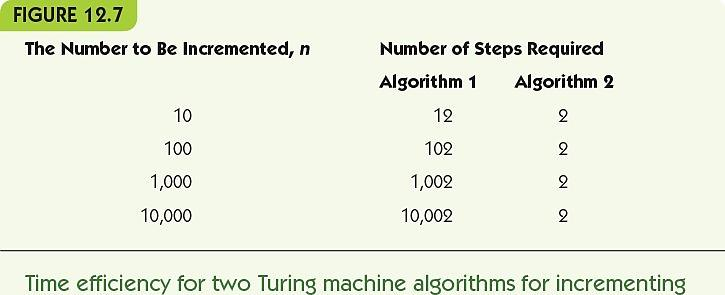 FIGURE 12.7
The Number to Be Incremented, n Number of Steps Required
Algorithm 1 Algorithm 2
10 12 2
100 102 2
1,000 1,002 2
10,000 10,002 2
Time efficiency for two Turing machine algorithms for incrementing